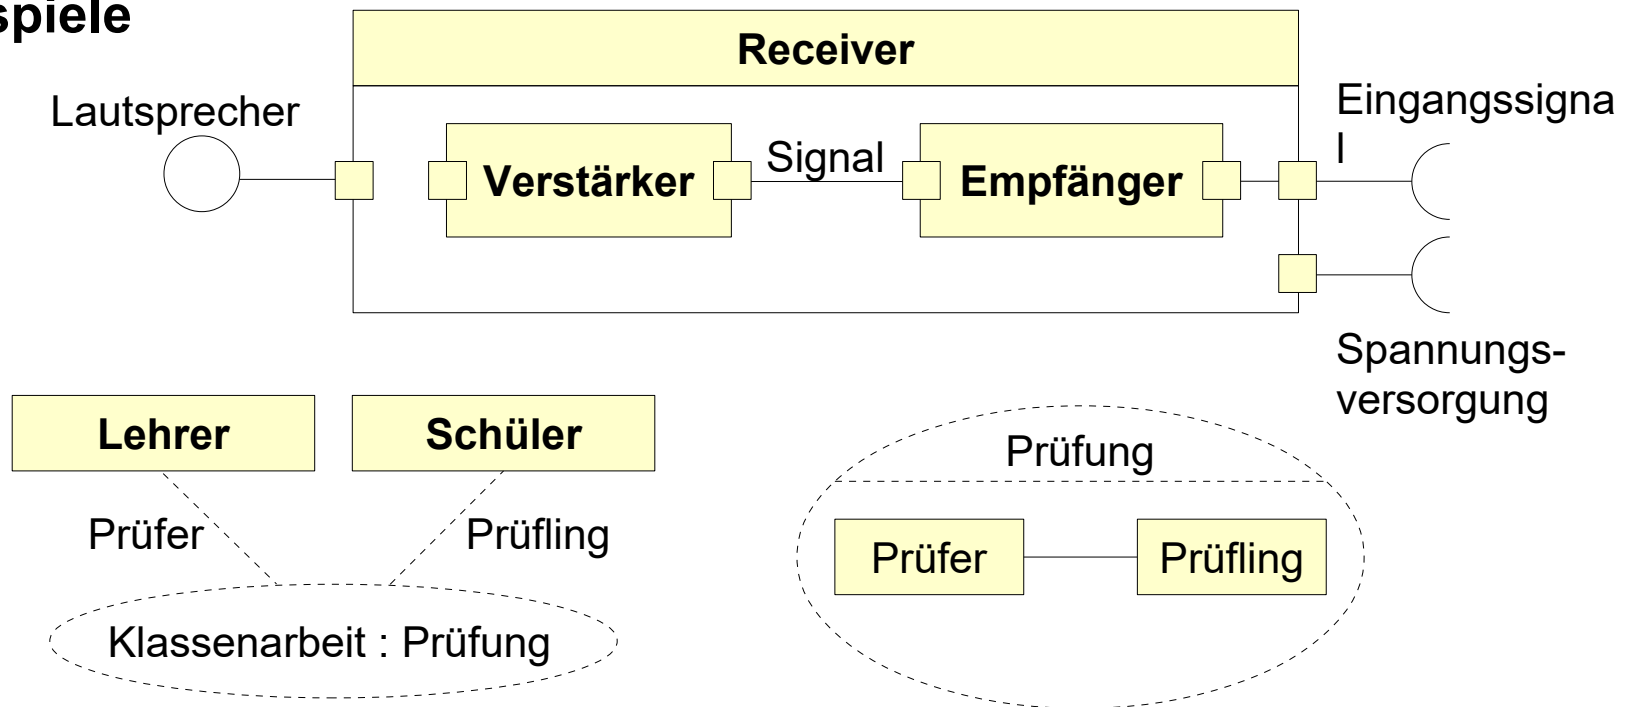 spiele
Receiver
Lautsprecher
Eingangssigna
l
Verstärker
Signal
Empfänger
Spannungs-
versorgung
Lehrer
Schüler
Prüfer
Prüfling
Klassenarbeit : Prüfung
Prüfung
Prüfer
Prüfling